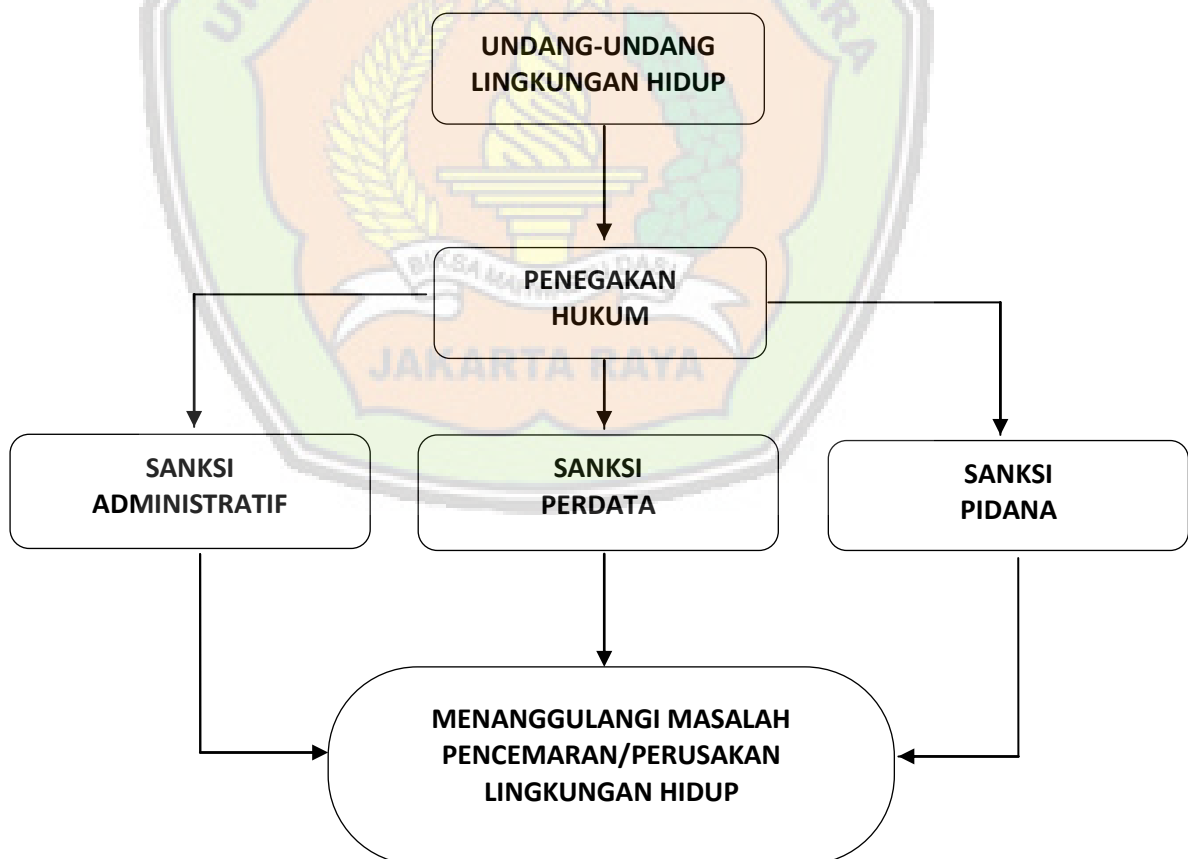 UNDANG-UNDANG
LINGKUNGAN HIDUP
PENEGAKAN
HUKUM
JAKARTA RAYA
SANKSI
ADMINISTRATIF
SANKSI
PERDATA
SANKSI
PIDANA
MENANGGULANGI MASALAH
PENCEMARAN/PERUSAKAN
LINGKUNGAN HIDUP